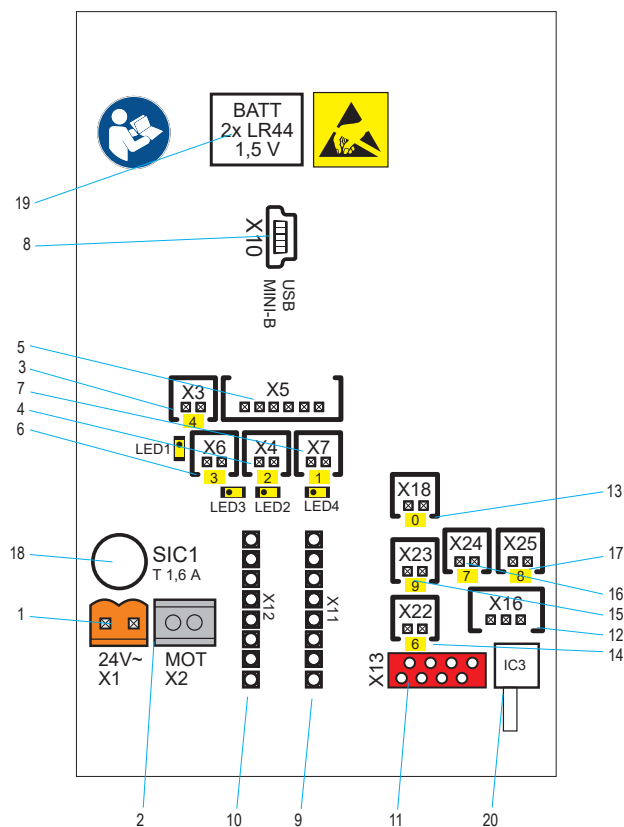 BATT
2x LR44
1,5 V
19
8
X10
USB
MINI-B
5
3
7
4
6
X3
4
X5
LED1
X6
3
X4
2
X7
1
LED3
LED2
LED4
X18
0
13
X24
7
X25
8
17
X23
9
16
15
18
SIC1
T 1,6 A
X12
X11
X16
12
X22
6
14
1
24V~
X1
MOT
X2
X13
IC3
2
10
9
11
20